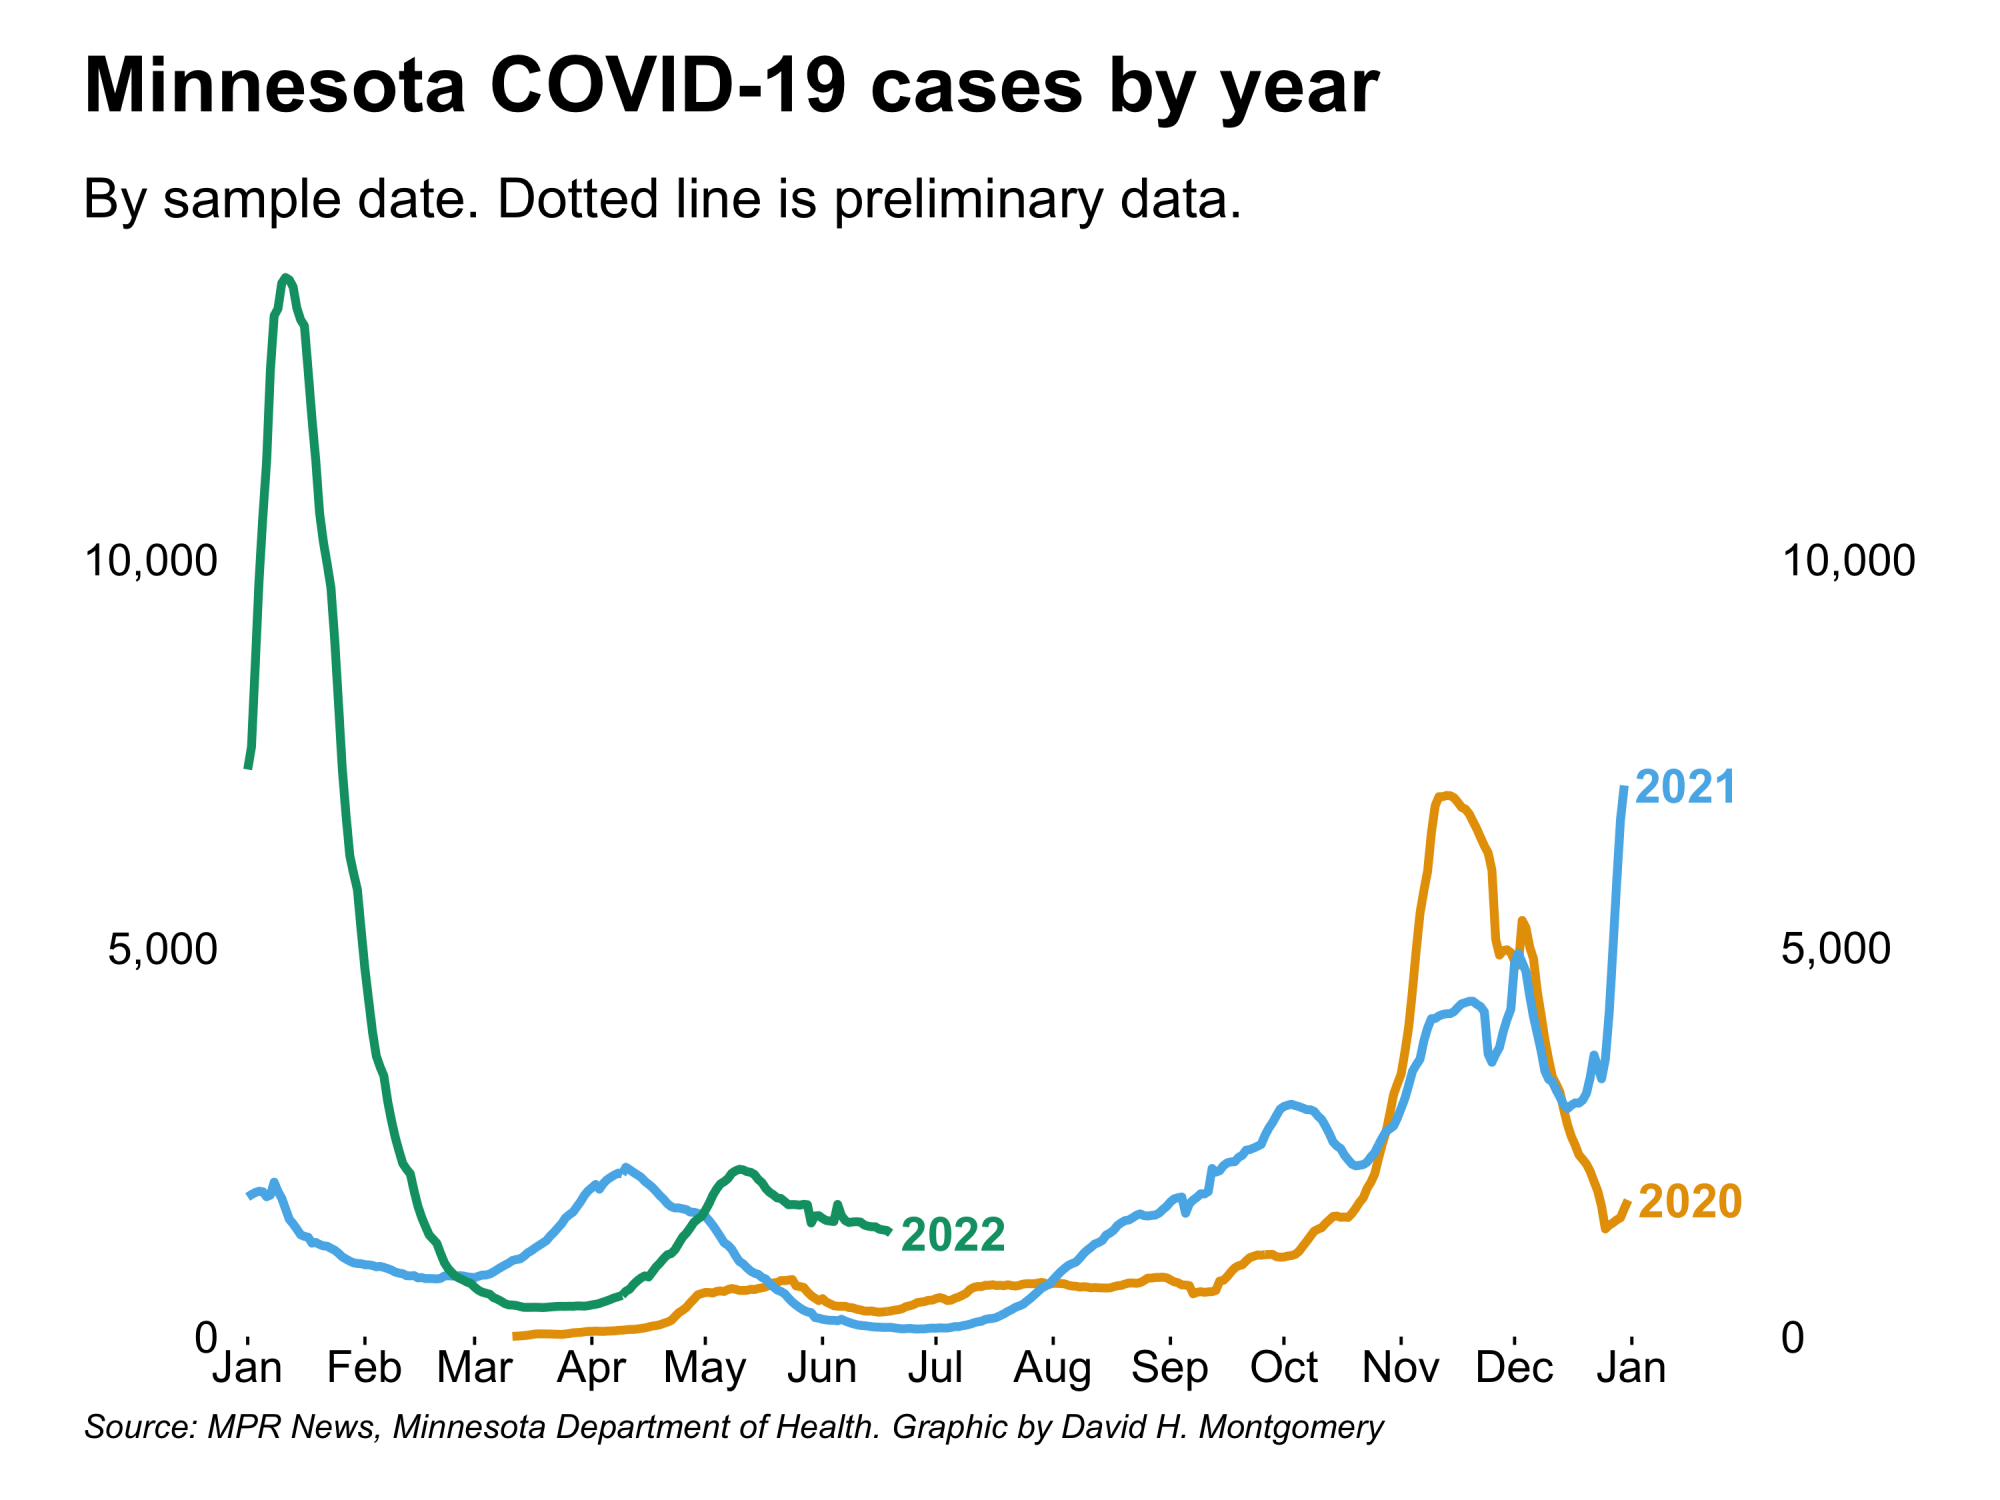 Minnesota COVID-19 cases by year
By sample date. Dotted line is preliminary data.
10,000 10,000
2021
5,000 5,000
2020
2022
0 0
Jan Feb Mar Apr May Jun Jul Aug Sep Oct Nov Dec Jan
Source: MPR News, Minnesota Department of Health. Graphic by David H. Montgomery